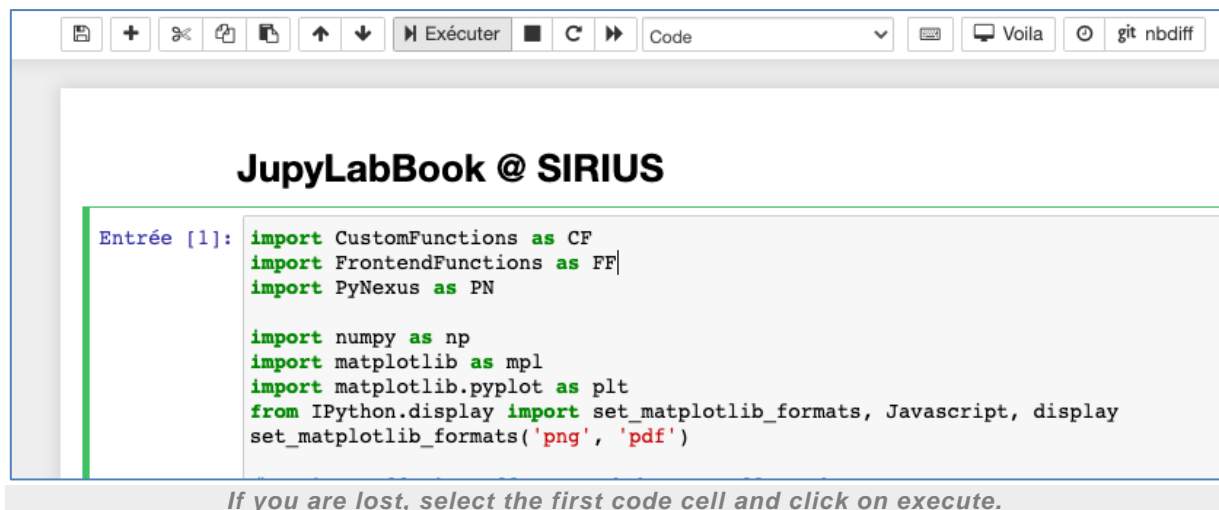 Exécuter Code Voila git nbdiff
JupyLabBook @ SIRIUS
Entrée [1]: import CustomFunctions as CF
import FrontendFunctions as FF
import PyNexus as PN
import numpy as np
import matplotlib as mpl
import matplotlib.pyplot as plt
from IPython.display import set_matplotlib_formats, Javascript, display
set_matplotlib_formats('png', 'pdf')
If you are lost, select the first code cell and click on execute.